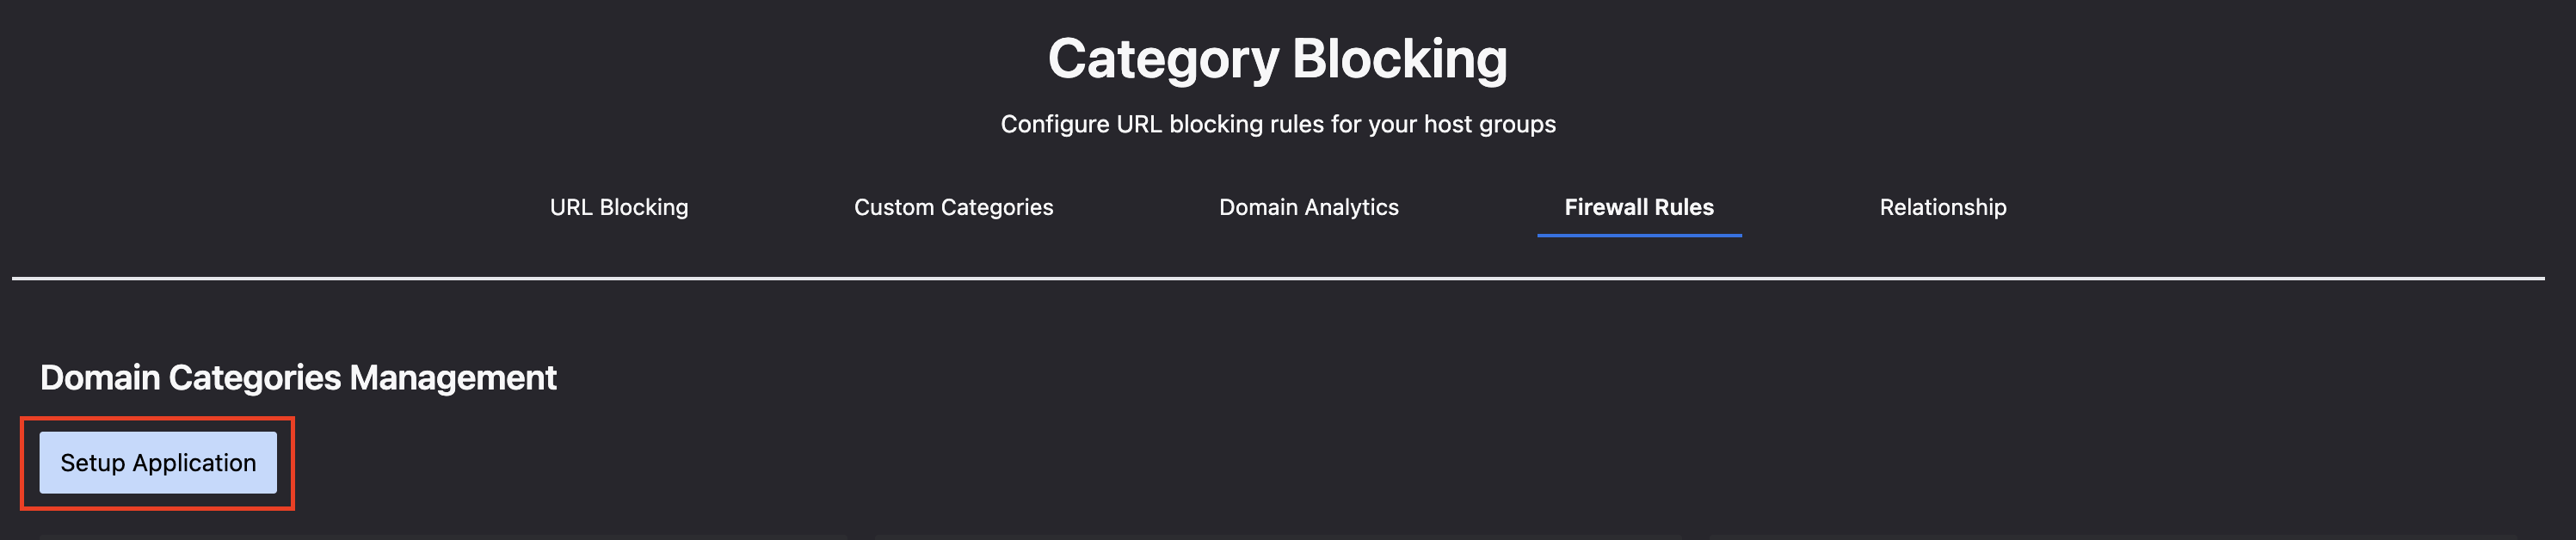 Category Blocking
Configure URL blocking rules for your host groups
URL Blocking
Custom Categories
Domain Analytics
Firewall Rules
Relationship
Domain Categories Management
Setup Application